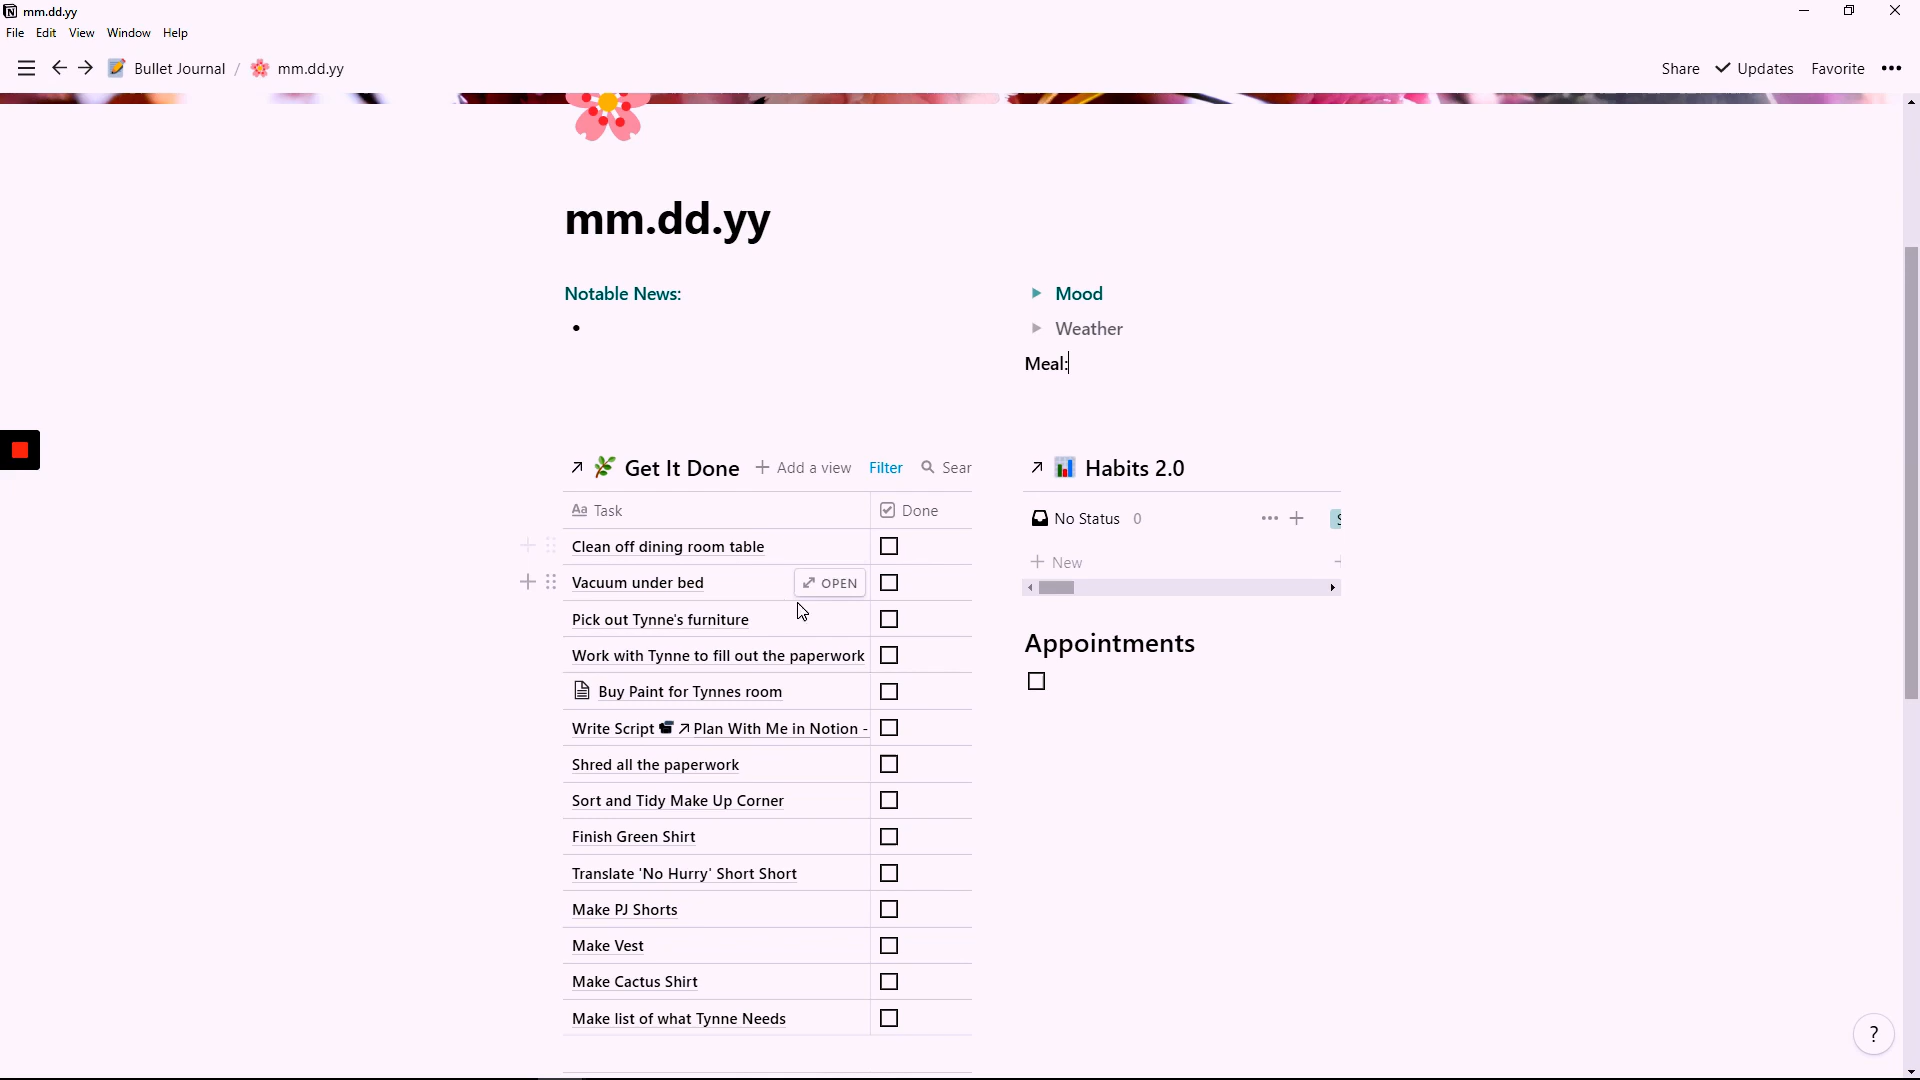 mm.dd.yy
File Edit View Window Help
Bullet Journal / mm.dd.yy
Share Updates Favorite
mm.dd.yy
Notable News:
Mood
Weather
Meal:
Get It Done Add a view Filter Sear
Aa Task Done
Clean off dining room table
Vacuum under bed OPEN
Pick out Tynne's furniture
Work with Tynne to fill out the paperwork
Buy Paint for Tynnes room
Write Script Plan With Me in Notion -
Shred all the paperwork
Sort and Tidy Make Up Corner
Finish Green Shirt
Translate 'No Hurry' Short Short
Make PJ Shorts
Make Vest
Make Cactus Shirt
Make list of what Tynne Needs
Habits 2.0
No Status 0
New
Appointments
?